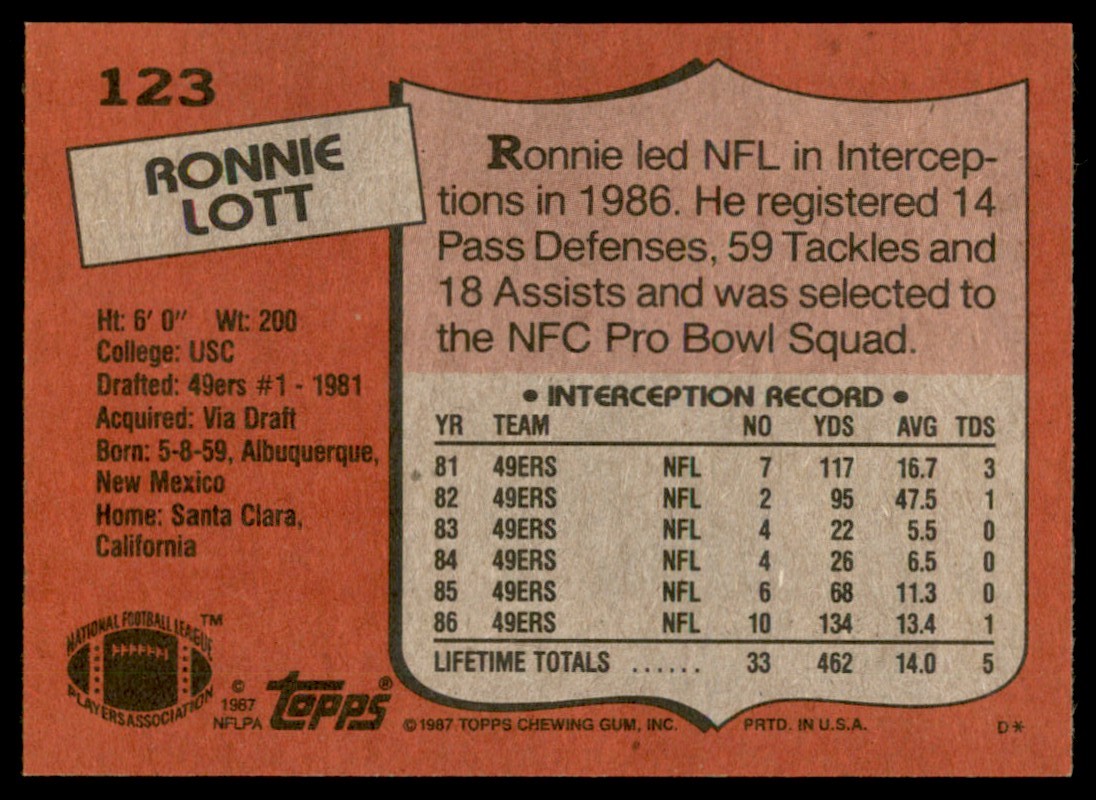 123
RONNIE
LOTT
Ht: 6' 0" Wt: 200
College: USC
Drafted: 49ers #1 - 1981
Acquired: Via Draft
Born: 5-8-59, Albuquerque,
New Mexico
Home: Santa Clara,
California
Ronnie led NFL in Intercep-
tions in 1986. He registered 14
Pass Defenses, 59 Tackles and
18 Assists and was selected to
the NFC Pro Bowl Squad.
• INTERCEPTION RECORD •
YR TEAM NO YDS AVG TDS
81 49ERS NFL 7 117 16.7 3
82 49ERS NFL 2 95 47.5 1
83 49ERS NFL 4 22 5.5 0
84 49ERS NFL 4 26 6.5 0
85 49ERS NFL 6 68 11.3 0
86 49ERS NFL 10 134 13.4 1
LIFETIME TOTALS ...... 33 462 14.0 5
NATIONAL FOOTBALL LEAGUE ™
PLAYERS ASSOCIATION
©
1987
NFLPA
Topps®
©1987 TOPPS CHEWING GUM, INC. PRTD. IN U.S.A. D*